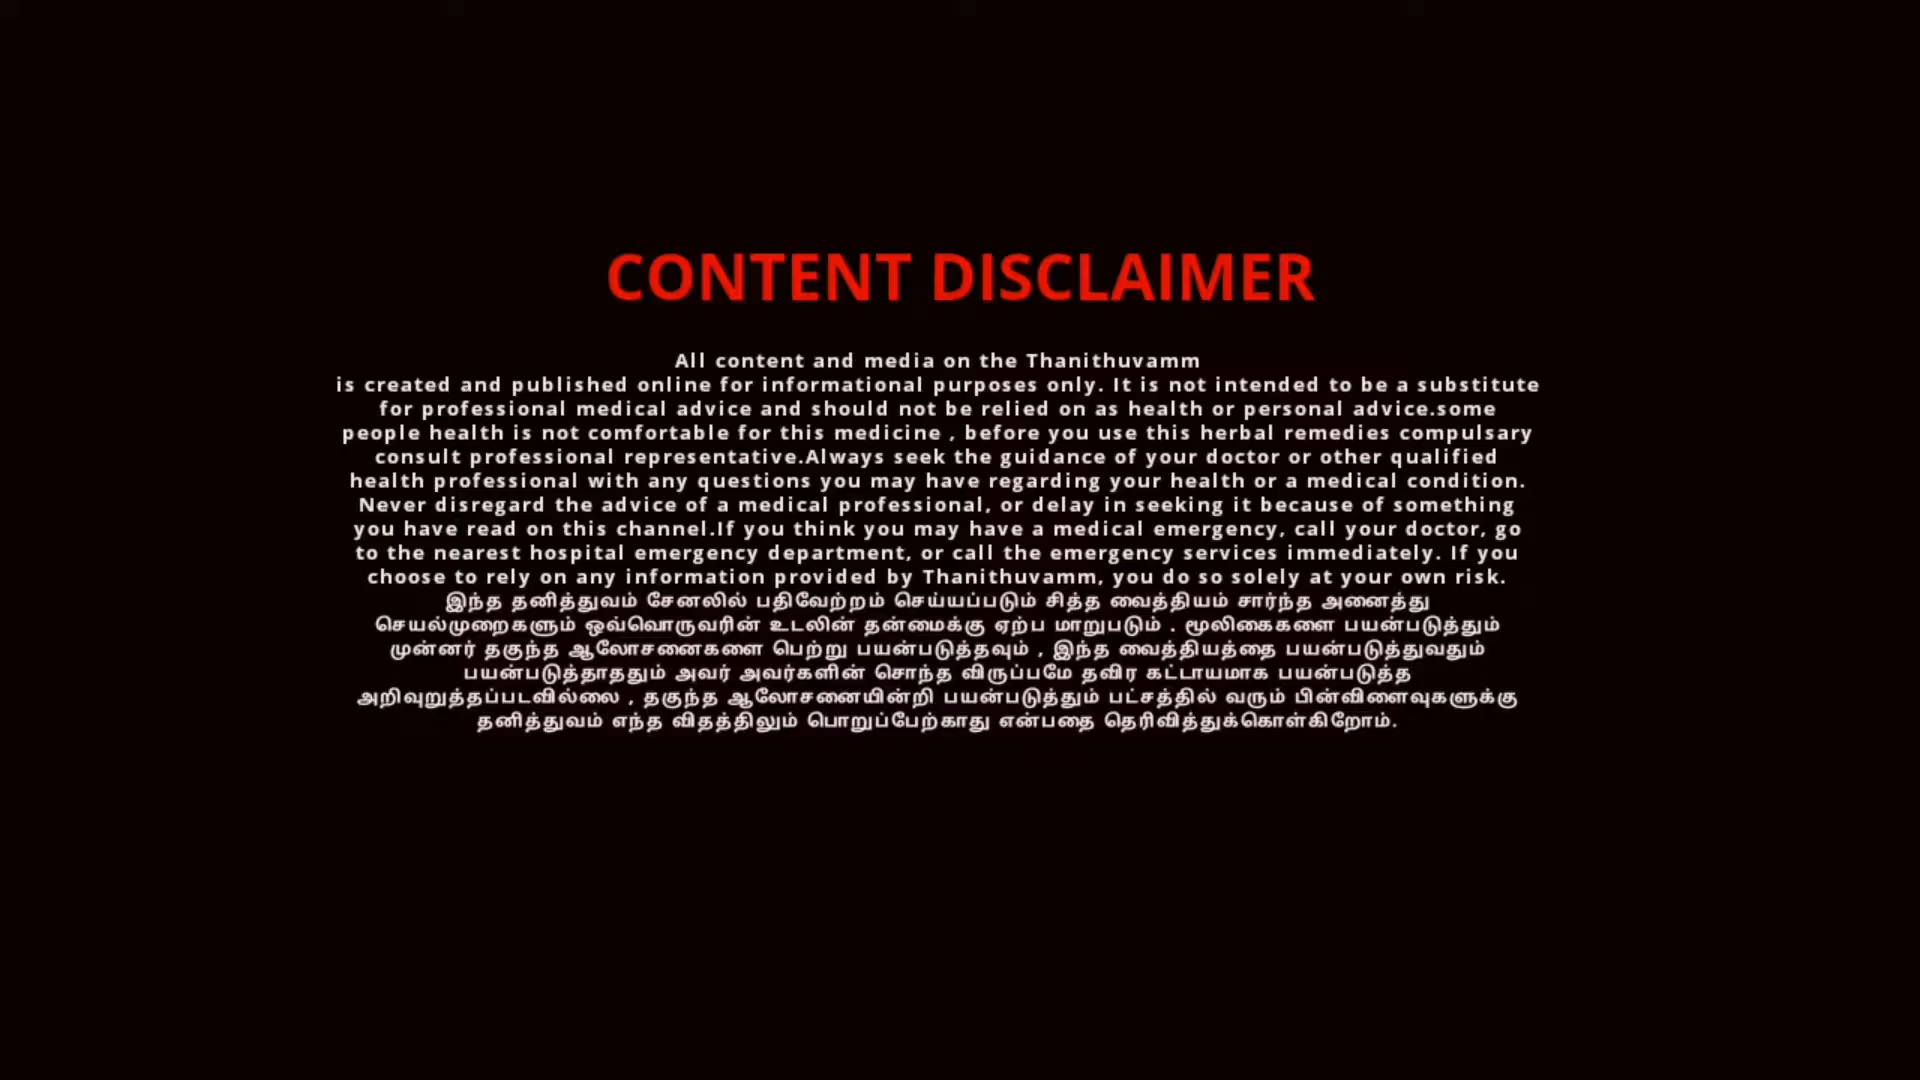 CONTENT DISCLAIMER
All content and media on the Thanithuvamm
is created and published online for informational purposes only. It is not intended to be a substitute
for professional medical advice and should not be relied on as health or personal advice.some
people health is not comfortable for this medicine , before you use this herbal remedies compulsary
consult professional representative.Always seek the guidance of your doctor or other qualified
health professional with any questions you may have regarding your health or a medical condition.
Never disregard the advice of a medical professional, or delay in seeking it because of something
you have read on this channel.If you think you may have a medical emergency, call your doctor, go
to the nearest hospital emergency department, or call the emergency services immediately. If you
choose to rely on any information provided by Thanithuvamm, you do so solely at your own risk.
இந்த தனித்துவம் சேனலில் பதிவேற்றம் செய்யப்படும் சித்த வைத்தியம் சார்ந்த அனைத்து
செயல்முறைகளும் ஒவ்வொருவரின் உடலின் தன்மைக்கு ஏற்ப மாறுபடும் . மூலிகைகளை பயன்படுத்தும்
முன்னர் தகுந்த ஆலோசனைகளை பெற்று பயன்படுத்தவும் , இந்த வைத்தியத்தை பயன்படுத்துவதும்
பயன்படுத்தாததும் அவர் அவர்களின் சொந்த விருப்பமே தவிர கட்டாயமாக பயன்படுத்த
அறிவுறுத்தப்படவில்லை , தகுந்த ஆலோசனையின்றி பயன்படுத்தும் பட்சத்தில் வரும் பின்விளைவுகளுக்கு
தனித்துவம் எந்த விதத்திலும் பொறுப்பேற்காது என்பதை தெரிவித்துக்கொள்கிறோம்.